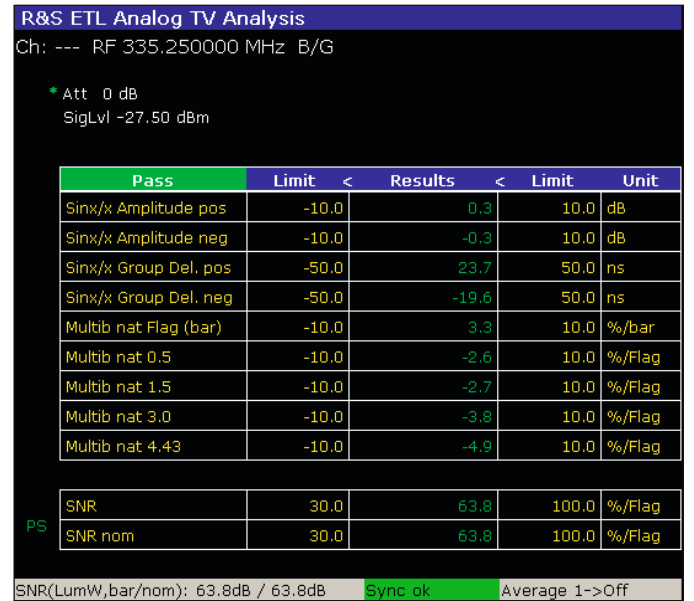 R&S ETL Analog TV Analysis
Ch: --- RF 335.250000 MHz B/G
* Att 0 dB
SigLvl -27.50 dBm
Pass Limit < Results < Limit Unit
Sinx/x Amplitude pos -10.0 0.3 10.0 dB
Sinx/x Amplitude neg -10.0 -0.3 10.0 dB
Sinx/x Group Del. pos -50.0 23.7 50.0 ns
Sinx/x Group Del. neg -50.0 -19.6 50.0 ns
Multib nat Flag (bar) -10.0 3.3 10.0 %/bar
Multib nat 0.5 -10.0 -2.6 10.0 %/Flag
Multib nat 1.5 -10.0 -2.7 10.0 %/Flag
Multib nat 3.0 -10.0 -3.8 10.0 %/Flag
Multib nat 4.43 -10.0 -4.9 10.0 %/Flag
SNR 30.0 63.8 100.0 %/Flag
PS
SNR nom 30.0 63.8 100.0 %/Flag
SNR(LumW,bar/nom): 63.8dB / 63.8dB Sync ok Average 1->Off